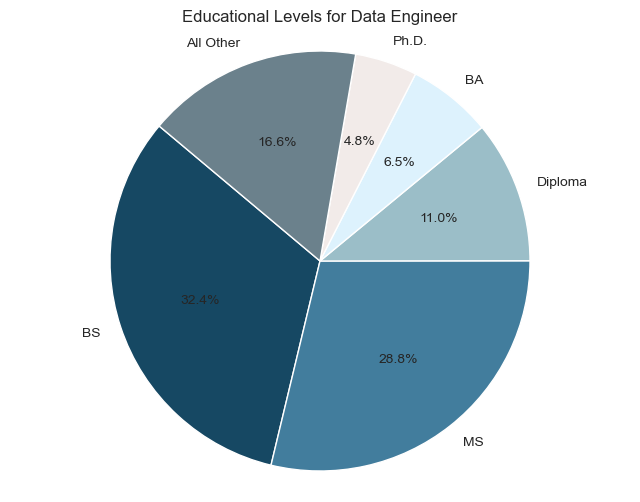 Educational Levels for Data Engineer
Ph.D.
All Other
BA
4.8%
16.6%
6.5%
Diploma
11.0%
32.4%
BS
28.8%
MS